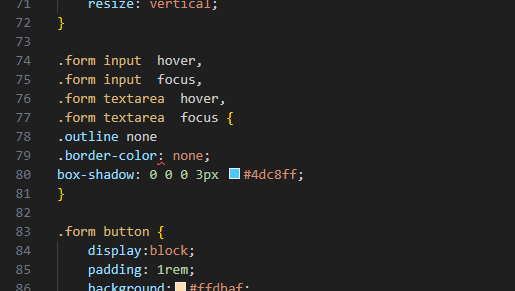 71 resize: vertical;
72 }
73
74 .form input  hover,
75 .form input  focus,
76 .form textarea  hover,
77 .form textarea  focus {
78 .outline none
79 .border-color: none;
80 box-shadow: 0 0 0 3px #4dc8ff;
81 }
82
83 .form button {
84 display:block;
85 padding: 1rem;
86 background: #ffdbaf;